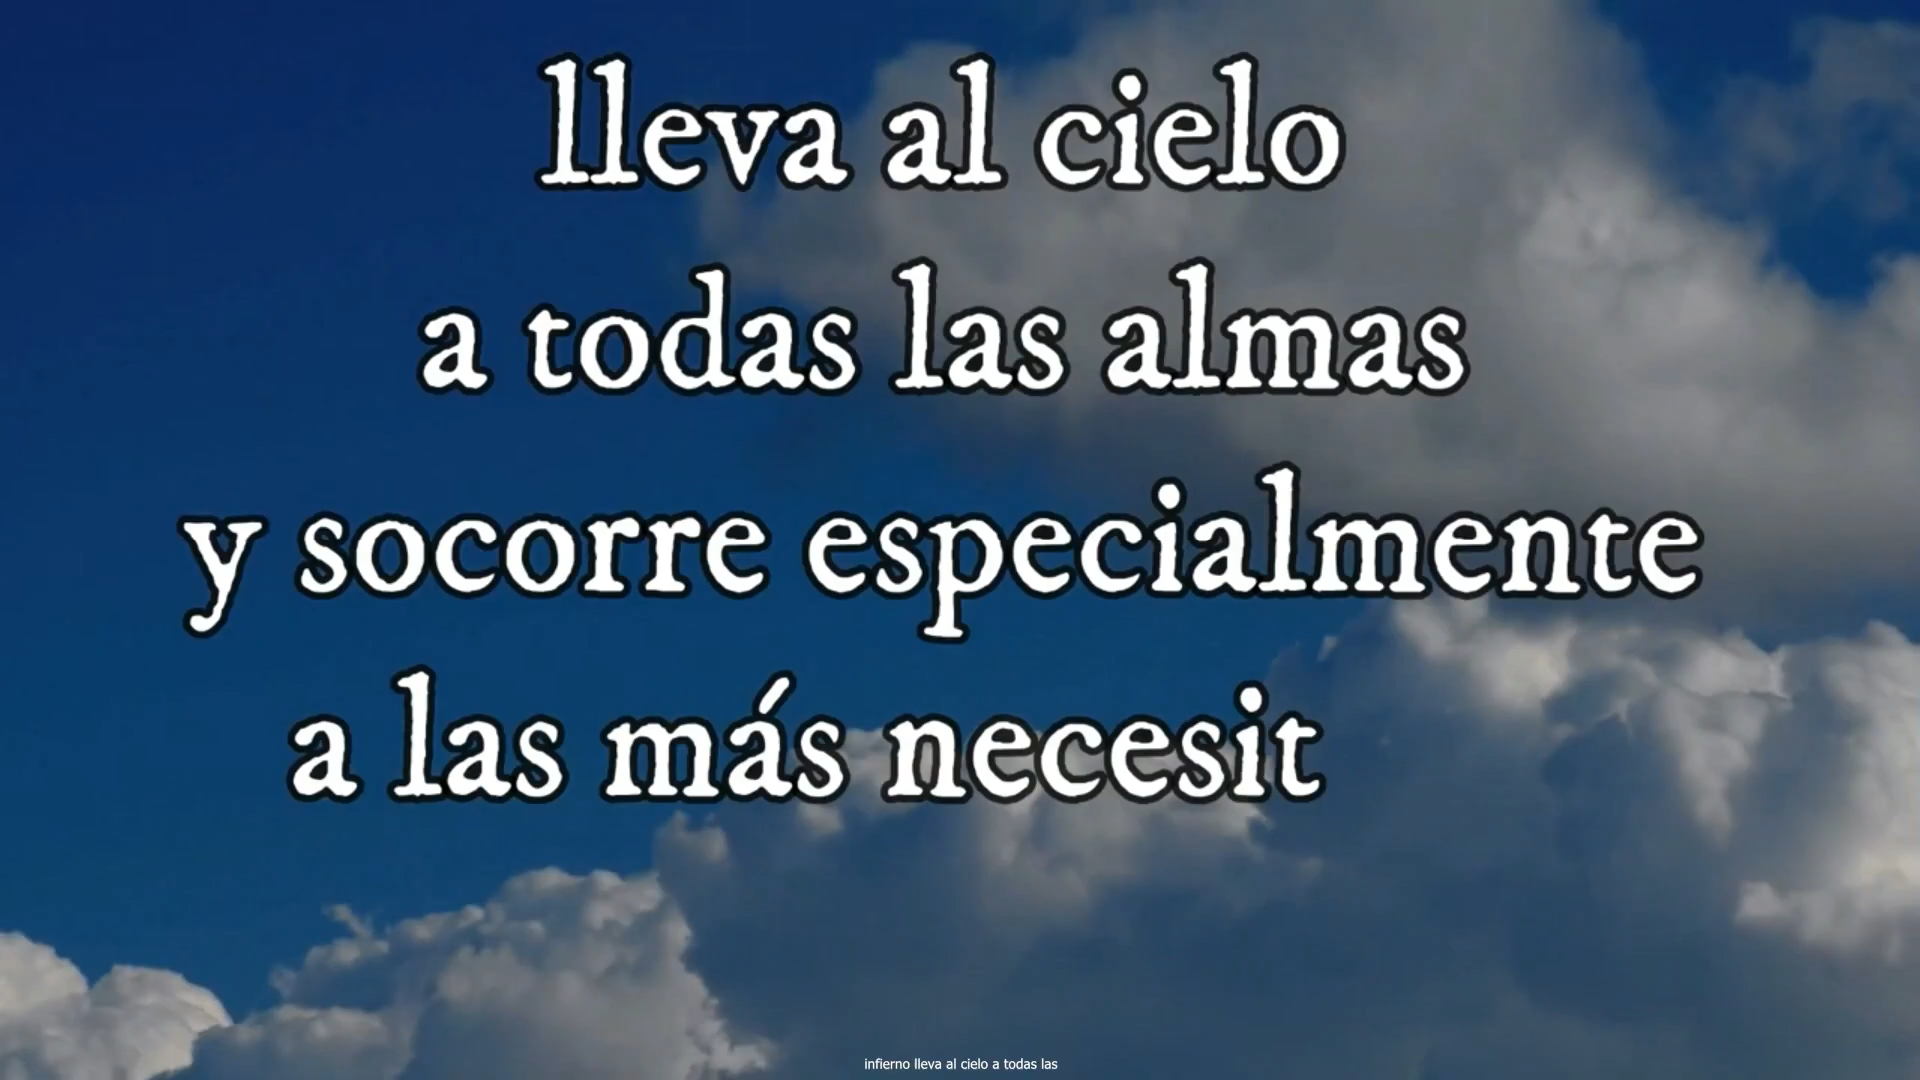 lleva al cielo
a todas las almas
y socorre especialmente
a las más necesit
infierno lleva al cielo a todas las